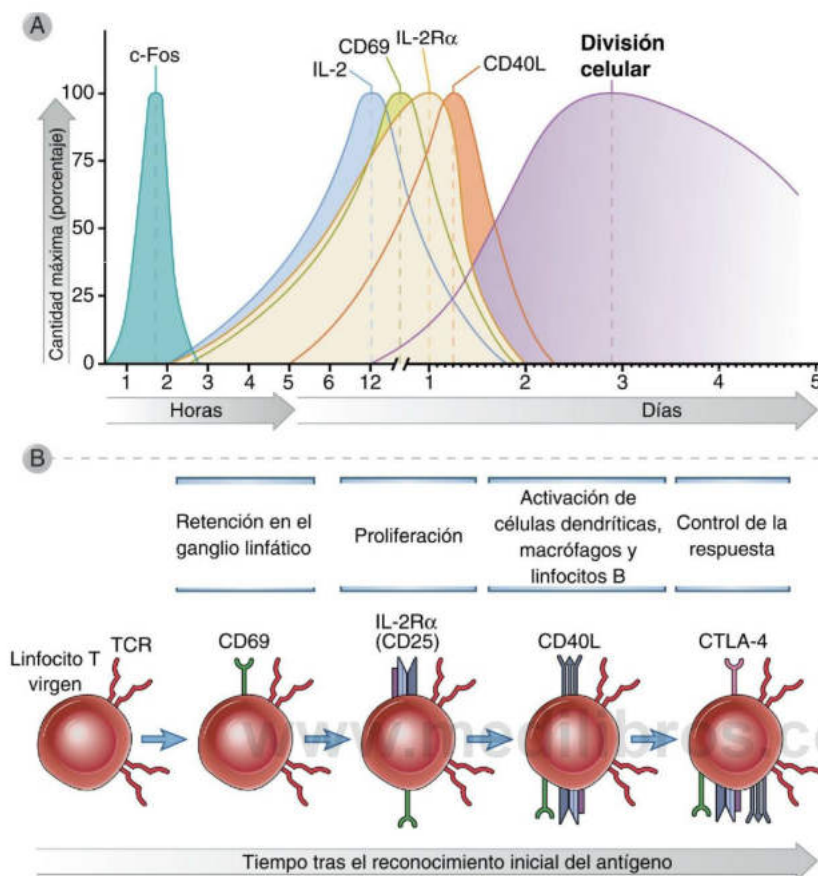 A
c-Fos
IL-2
CD69
IL-2Rα
CD40L
División
celular
Cantidad máxima (porcentaje)
100
75
50
25
0
1 2 3 4 5 6 12 1 2 3 4 5
Horas
Días
B
Retención en el
ganglio linfático
Proliferación
Activación de
células dendríticas,
macrófagos y
linfocitos B
Control de la
respuesta
Linfocito T
virgen
TCR
CD69
IL-2Rα
(CD25)
CD40L
CTLA-4
www.medilibros.co
Tiempo tras el reconocimiento inicial del antígeno